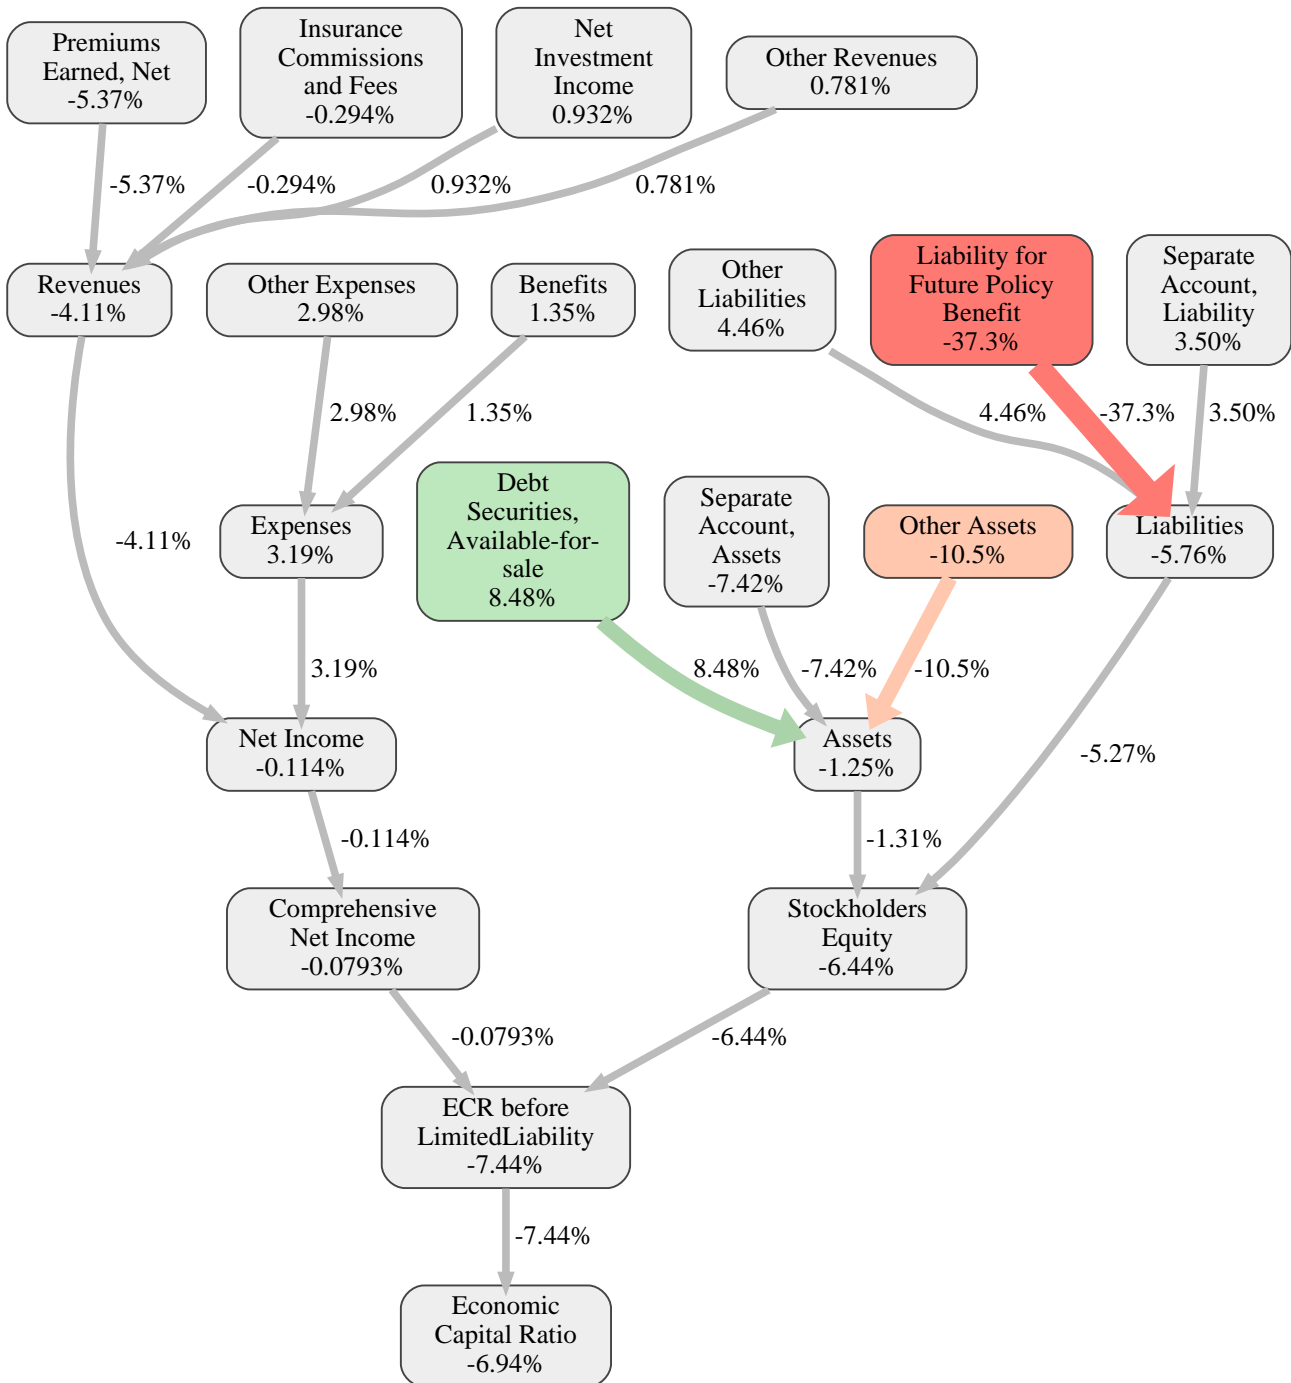 Premiums
Earned, Net
-5.37%
Insurance
Commissions
and Fees
-0.294%
Net
Investment
Income
0.932%
Other Revenues
0.781%
-5.37%
-0.294%
0.932%
0.781%
Revenues
-4.11%
Other Expenses
2.98%
Benefits
1.35%
Other
Liabilities
4.46%
Liability for
Future Policy
Benefit
-37.3%
Separate
Account,
Liability
3.50%
2.98%
1.35%
4.46%
-37.3%
3.50%
-4.11%
Expenses
3.19%
Debt
Securities,
Available-for-
sale
8.48%
Separate
Account,
Assets
-7.42%
Other Assets
-10.5%
Liabilities
-5.76%
3.19%
8.48%
-7.42%
-10.5%
-5.27%
Net Income
-0.114%
Assets
-1.25%
-0.114%
-1.31%
Comprehensive
Net Income
-0.0793%
Stockholders
Equity
-6.44%
-0.0793%
-6.44%
ECR before
LimitedLiability
-7.44%
-7.44%
Economic
Capital Ratio
-6.94%